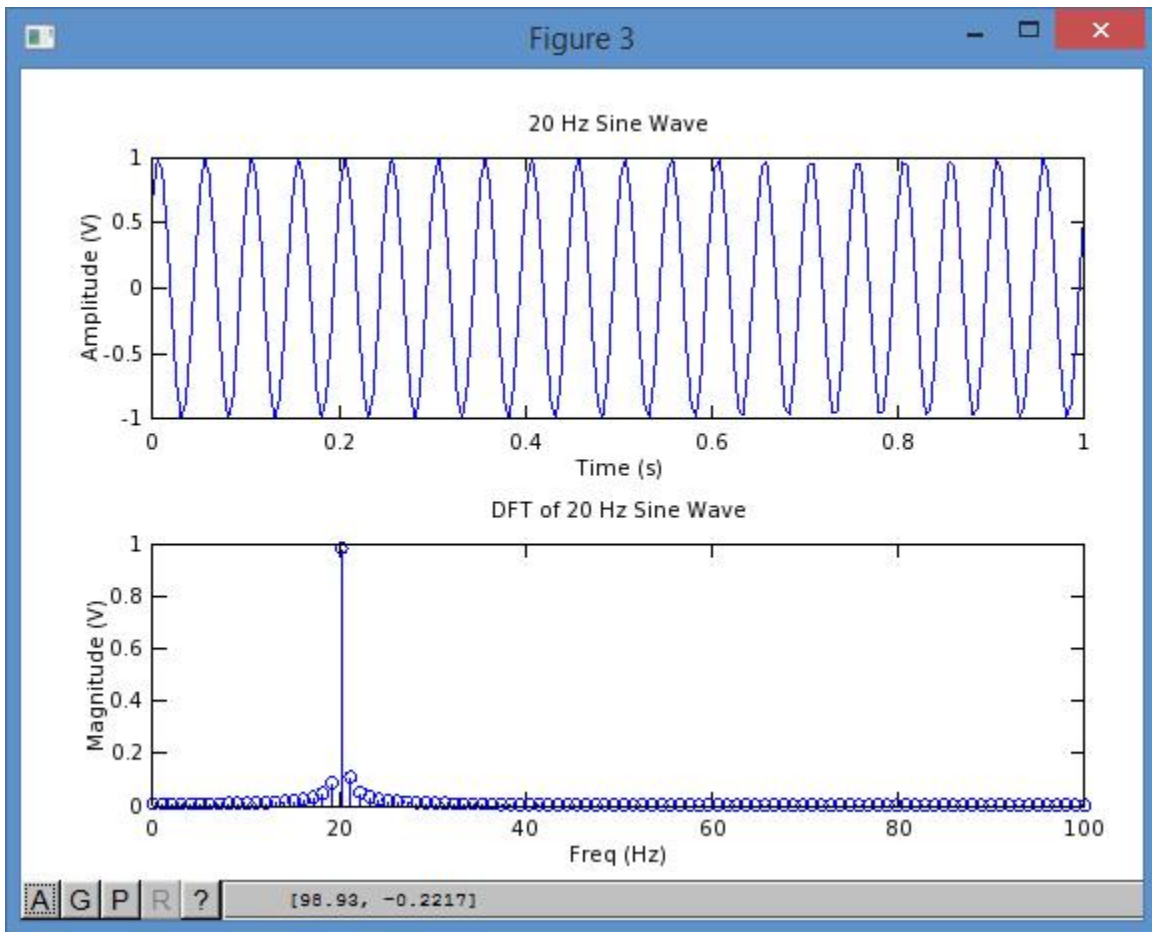 Figure 3
20 Hz Sine Wave
1
0.5
0
-0.5
-1
Amplitude (V)
0 0.2 0.4 0.6 0.8 1
Time (s)
DFT of 20 Hz Sine Wave
1
0.8
0.6
0.4
0.2
0
Magnitude (V)
0 20 40 60 80 100
Freq (Hz)
A G P R ? [98.93, -0.2217]